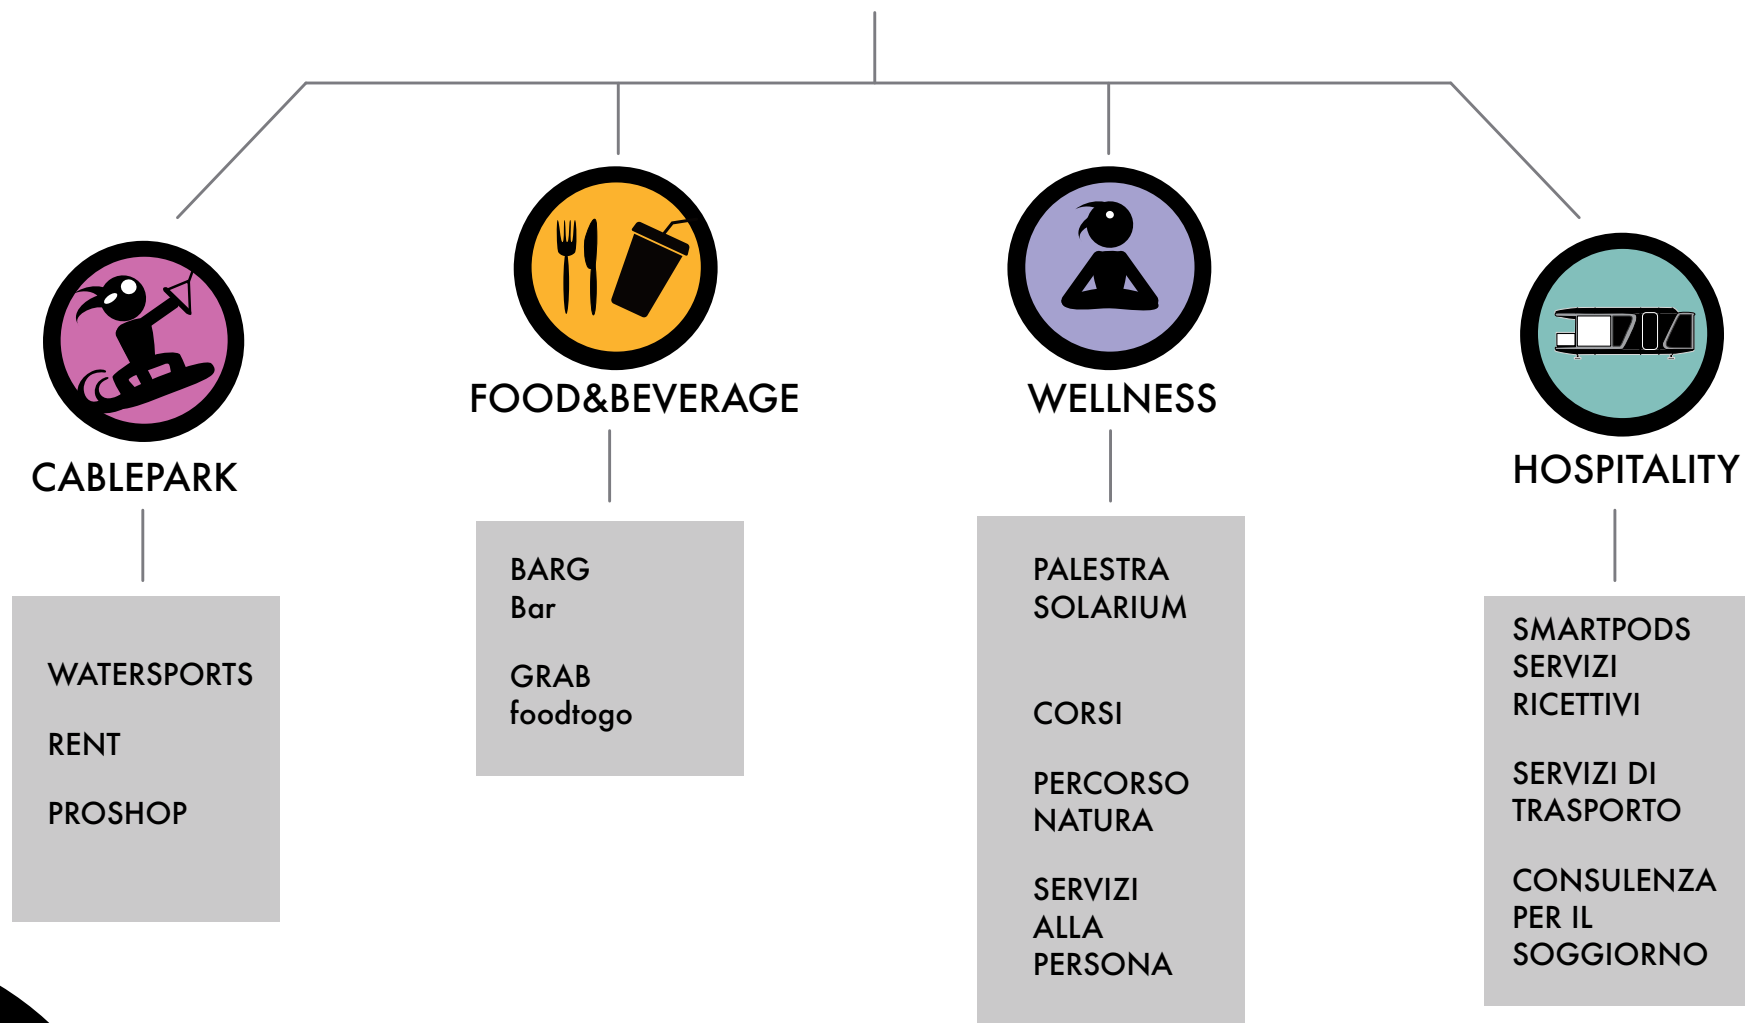 CABLEPARK
WATERSPORTS
RENT
PROSHOP
FOOD&BEVERAGE
BARG
Bar
GRAB
foodtogo
WELLNESS
PALESTRA
SOLARIUM
CORSI
PERCORSO
NATURA
SERVIZI
ALLA
PERSONA
HOSPITALITY
SMARTPODS
SERVIZI
RICETTIVI
SERVIZI DI
TRASPORTO
CONSULENZA
PER IL
SOGGIORNO